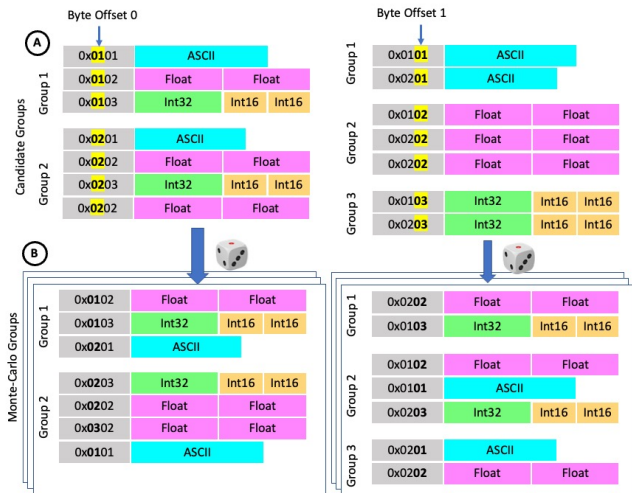 Byte Offset 0
A
Candidate Groups
Group 1
0x0101 ASCII
0x0102 Float Float
0x0103 Int32 Int16 Int16
Group 2
0x0201 ASCII
0x0202 Float Float
0x0203 Int32 Int16 Int16
0x0202 Float Float
Byte Offset 1
Group 1
0x0101 ASCII
0x0201 ASCII
Group 2
0x0102 Float Float
0x0202 Float Float
0x0202 Float Float
Group 3
0x0103 Int32 Int16 Int16
0x0203 Int32 Int16 Int16
B
Monte-Carlo Groups
Group 1
0x0102 Float Float
0x0103 Int32 Int16 Int16
0x0201 ASCII
Group 2
0x0203 Int32 Int16 Int16
0x0202 Float Float
0x0302 Float Float
0x0101 ASCII
Group 1
0x0202 Float Float
0x0103 Int32 Int16 Int16
Group 2
0x0102 Float Float
0x0101 ASCII
0x0203 Int32 Int16 Int16
Group 3
0x0201 ASCII
0x0202 Float Float